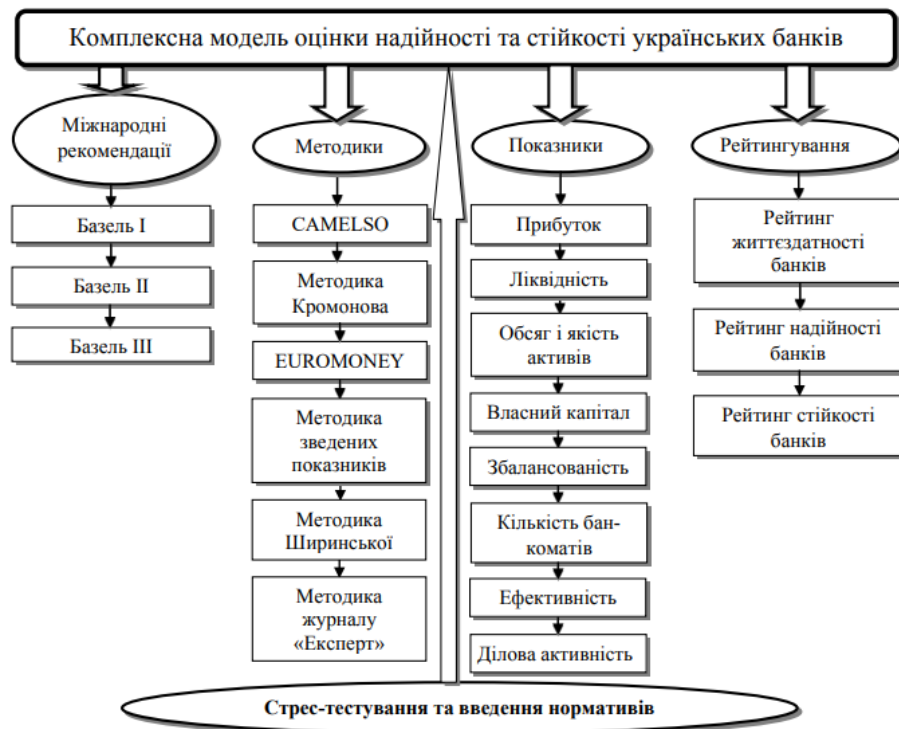 Комплексна модель оцінки надійності та стійкості українських банків
Міжнародні
рекомендації
Базель I
Базель II
Базель III
Методики
CAMELSO
Методика
Кромонова
EUROMONEY
Методика
зведених
показників
Методика
Ширинської
Методика
журналу
«Експерт»
Показники
Прибуток
Ліквідність
Обсяг і якість
активів
Власний капітал
Збалансованість
Кількість бан-
коматів
Ефективність
Ділова активність
Рейтингування
Рейтинг
життєздатності
банків
Рейтинг надійності
банків
Рейтинг стійкості
банків
Стрес-тестування та введення нормативів